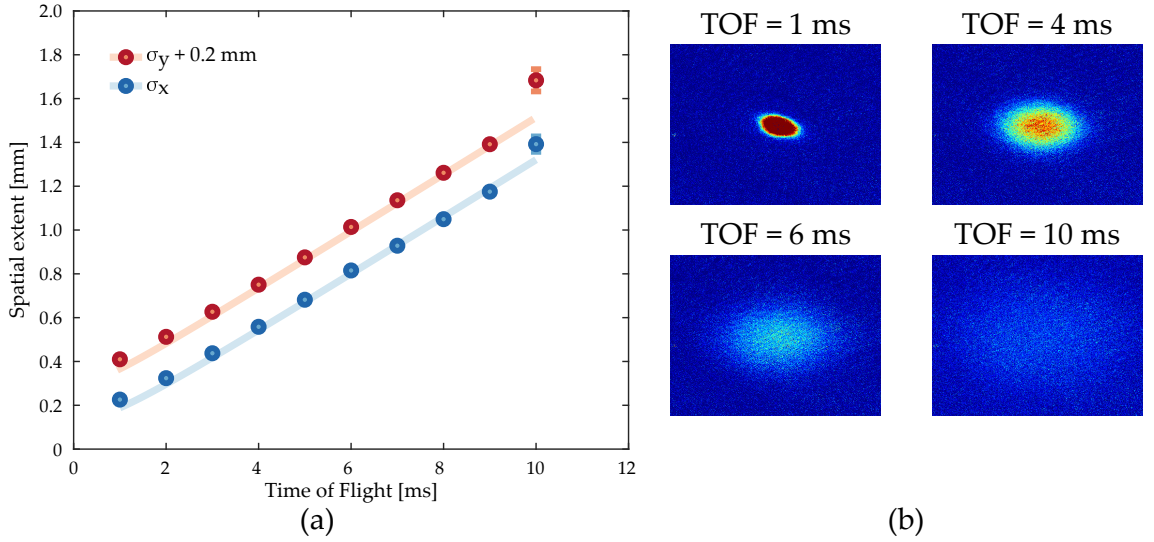 2.0
1.8
1.6
1.4
1.2
1.0
0.8
0.6
0.4
0.2
0
Spatial extent [mm]
σy + 0.2 mm
σx
0 2 4 6 8 10 12
Time of Flight [ms]
(a)
TOF = 1 ms TOF = 4 ms
TOF = 6 ms TOF = 10 ms
(b)